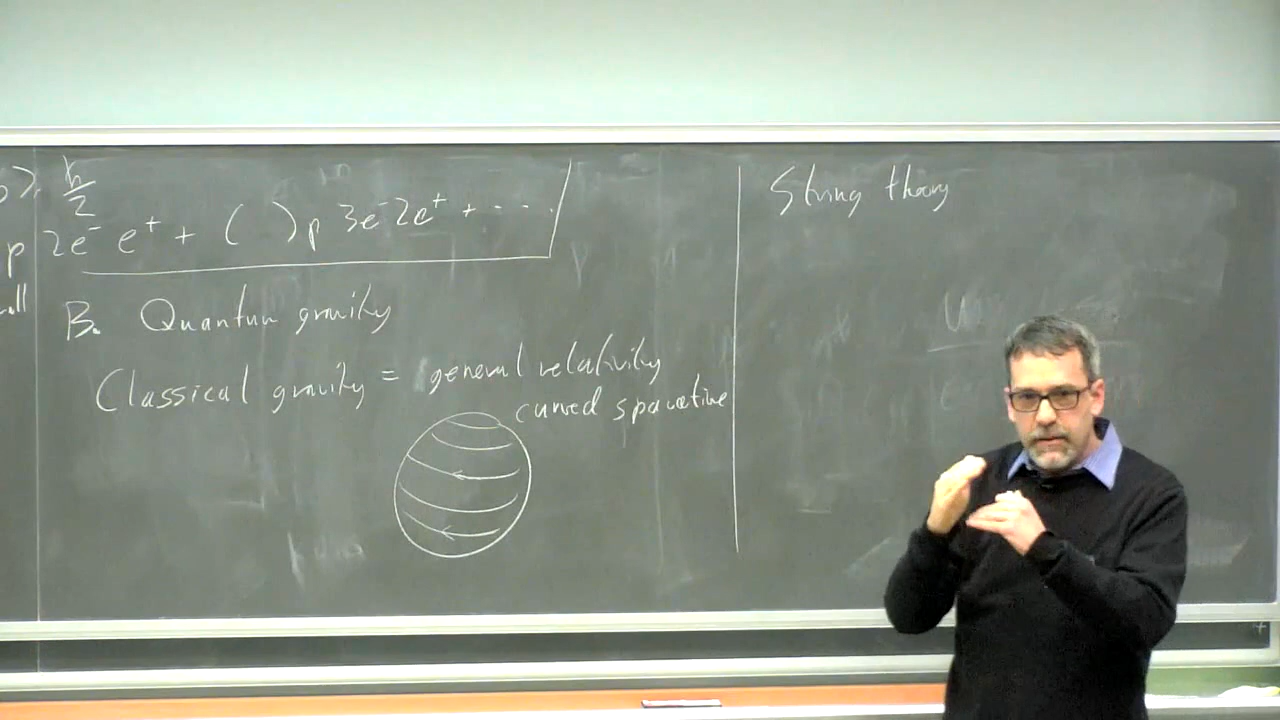 ħ/2
p 2e⁻ e⁺ + ( ) p 3e⁻ 2e⁺ + ....
B. Quantum gravity
Classical gravity = general relativity
curved spacetime
String theory